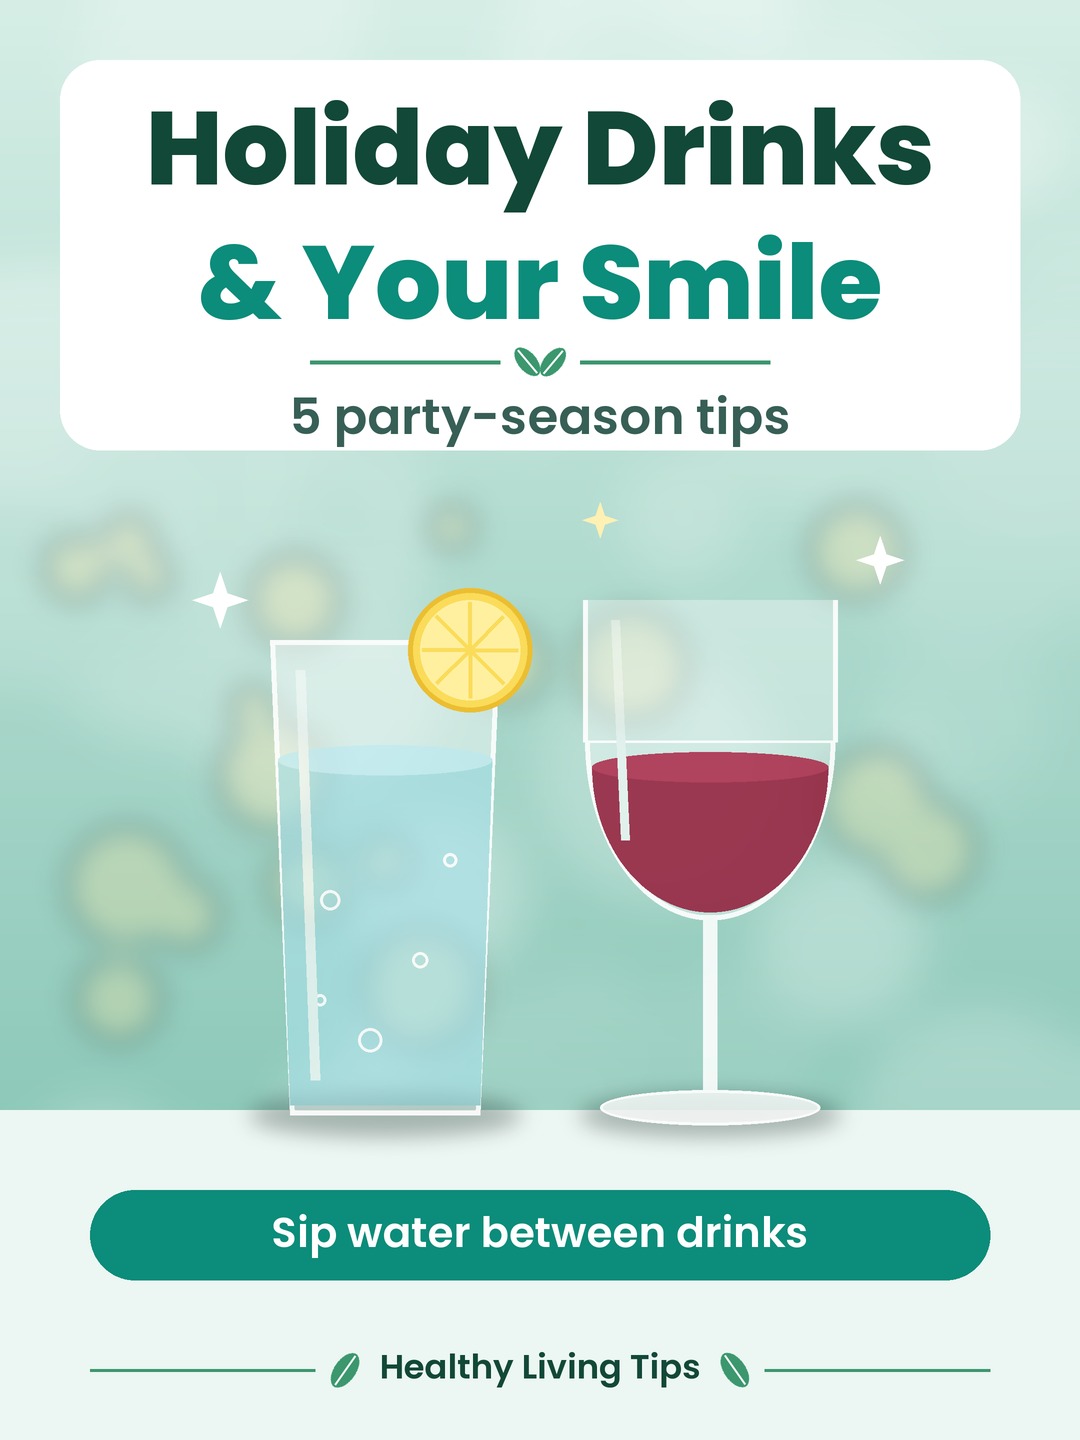 Holiday Drinks
& Your Smile
5 party-season tips
Sip water between drinks
Healthy Living Tips